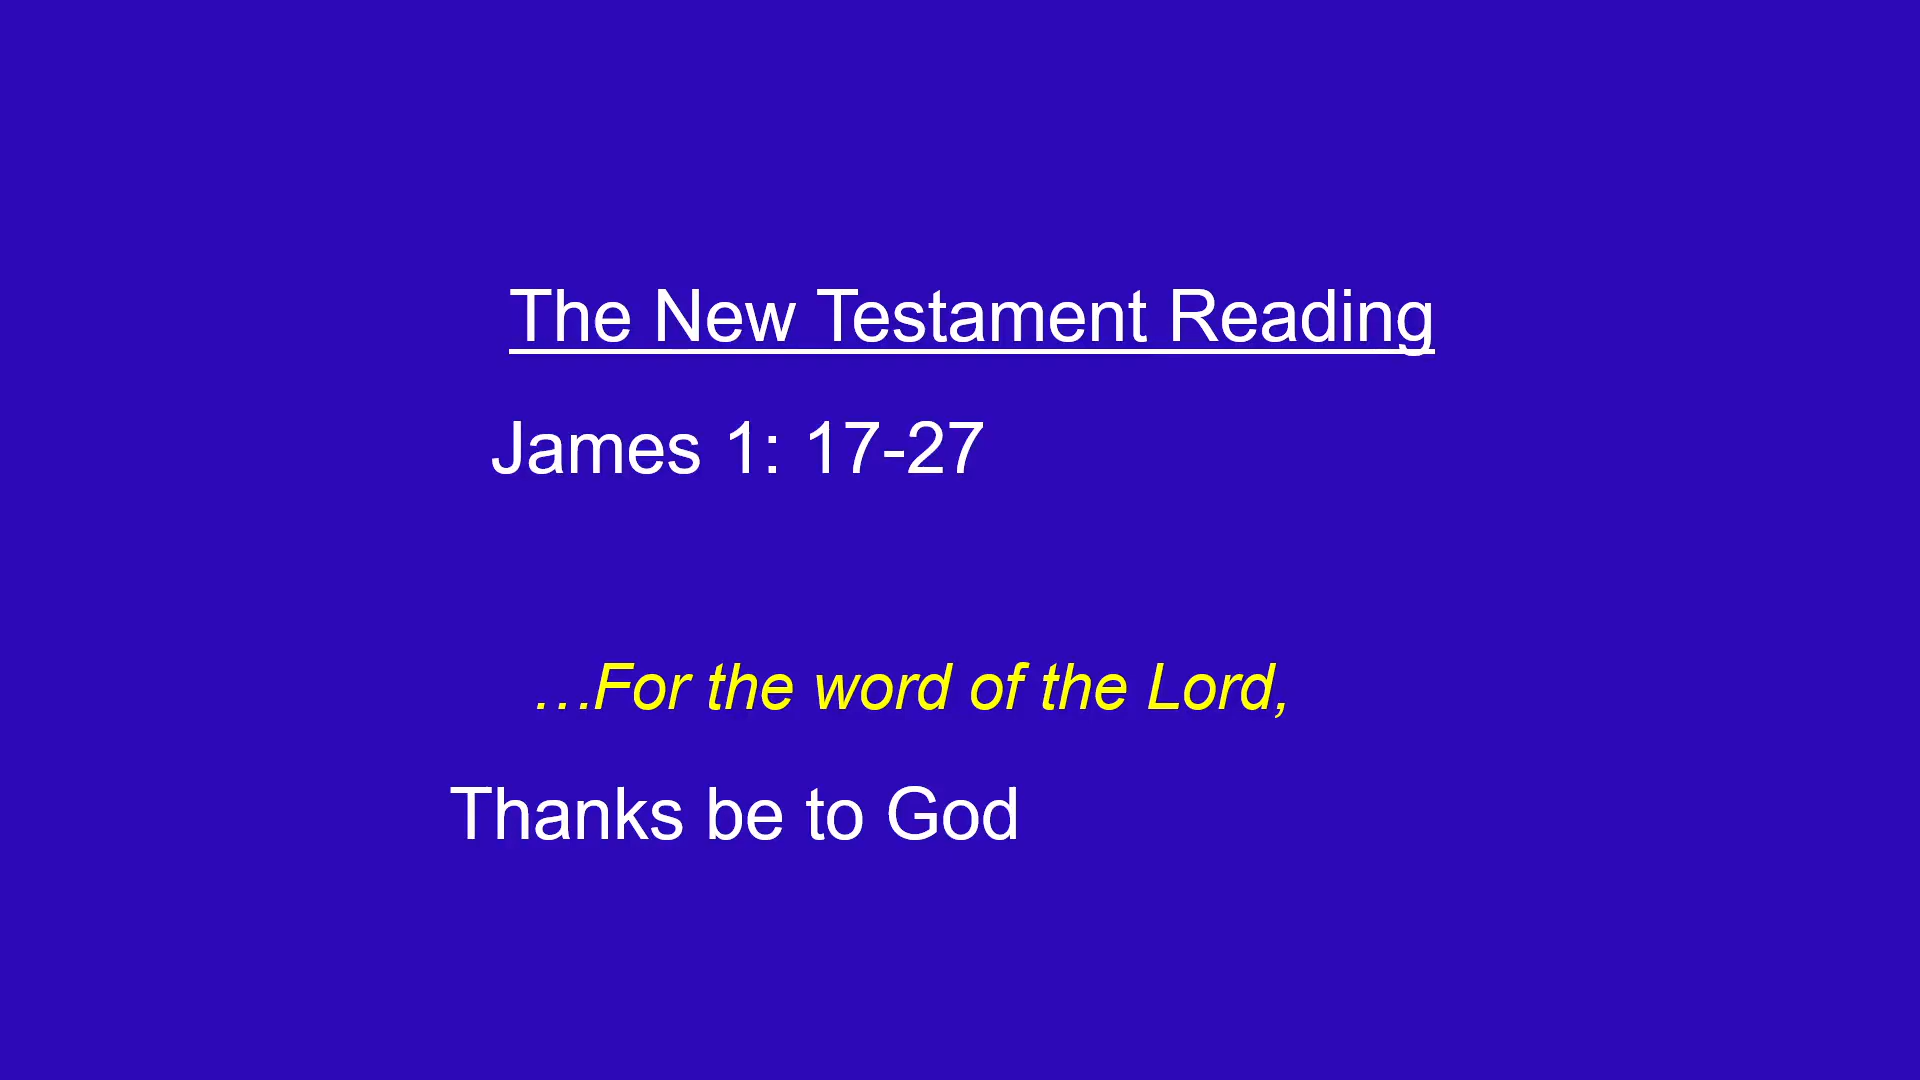 The New Testament Reading
James 1: 17-27
…For the word of the Lord,
Thanks be to God